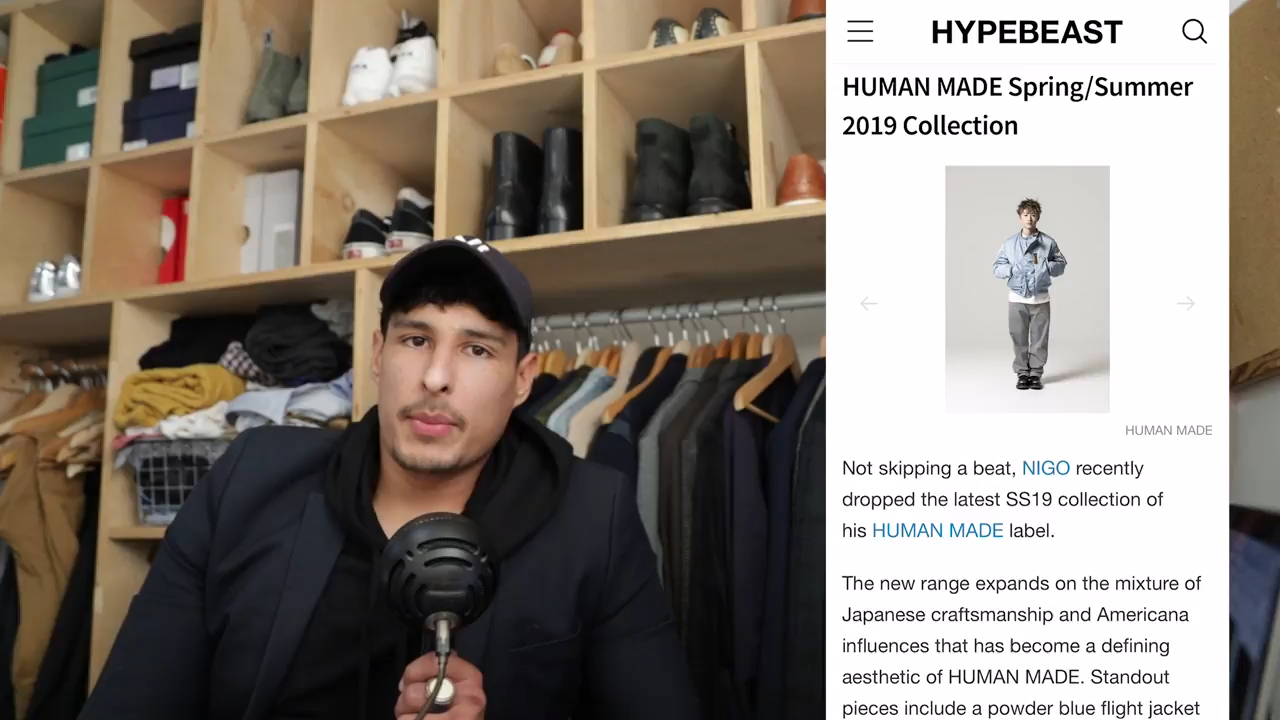 HYPEBEAST
HUMAN MADE Spring/Summer
2019 Collection
HUMAN MADE
Not skipping a beat, NIGO recently
dropped the latest SS19 collection of
his HUMAN MADE label.
The new range expands on the mixture of
Japanese craftsmanship and Americana
influences that has become a defining
aesthetic of HUMAN MADE. Standout
pieces include a powder blue flight jacket